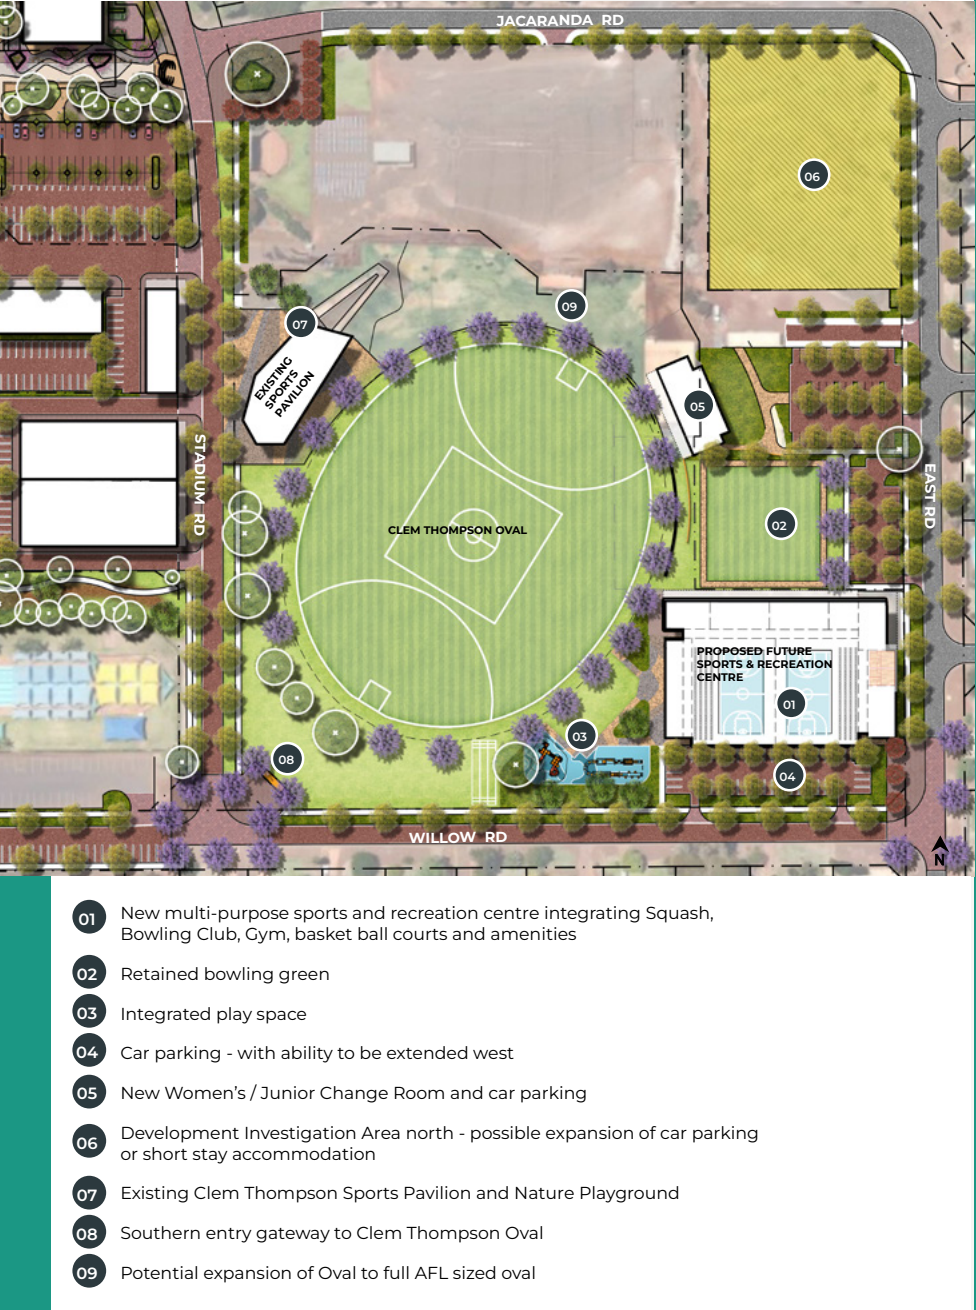 JACARANDA RD
06
09
07
EXISTING
SPORTS
PAVILION
05
STADIUM RD
EAST RD
02
CLEM THOMPSON OVAL
PROPOSED FUTURE
SPORTS & RECREATION
CENTRE
01
03
08
04
WILLOW RD
N
01 New multi-purpose sports and recreation centre integrating Squash,
Bowling Club, Gym, basket ball courts and amenities
02 Retained bowling green
03 Integrated play space
04 Car parking - with ability to be extended west
05 New Women's / Junior Change Room and car parking
06 Development Investigation Area north - possible expansion of car parking
or short stay accommodation
07 Existing Clem Thompson Sports Pavilion and Nature Playground
08 Southern entry gateway to Clem Thompson Oval
09 Potential expansion of Oval to full AFL sized oval